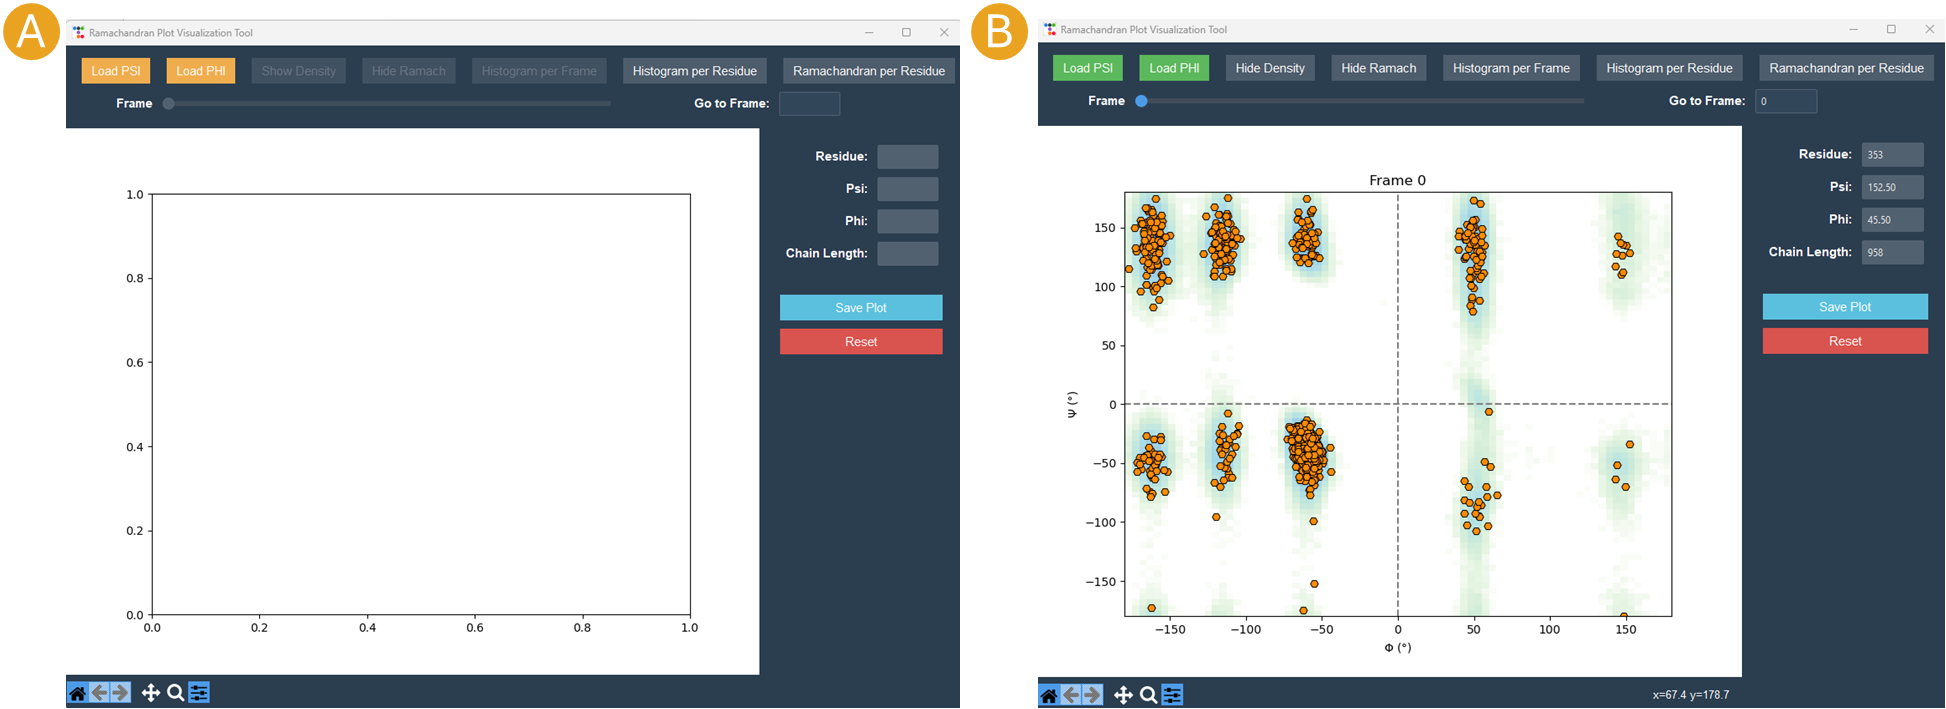 A
Ramachandran Plot Visualization Tool
Load PSI Load PHI Show Density Hide Ramach Histogram per Frame Histogram per Residue Ramachandran per Residue
Frame Go to Frame:
Residue:
Psi:
Phi:
Chain Length:
Save Plot
Reset
1.0
0.8
0.6
0.4
0.2
0.0
0.0 0.2 0.4 0.6 0.8 1.0
B
Ramachandran Plot Visualization Tool
Load PSI Load PHI Hide Density Hide Ramach Histogram per Frame Histogram per Residue Ramachandran per Residue
Frame Go to Frame: 0
Residue: 353
Psi: 152.50
Phi: 45.50
Chain Length: 958
Save Plot
Reset
Frame 0
150
100
50
0
−50
−100
−150
Ψ (°)
−150 −100 −50 0 50 100 150
Φ (°)
x=67.4 y=178.7